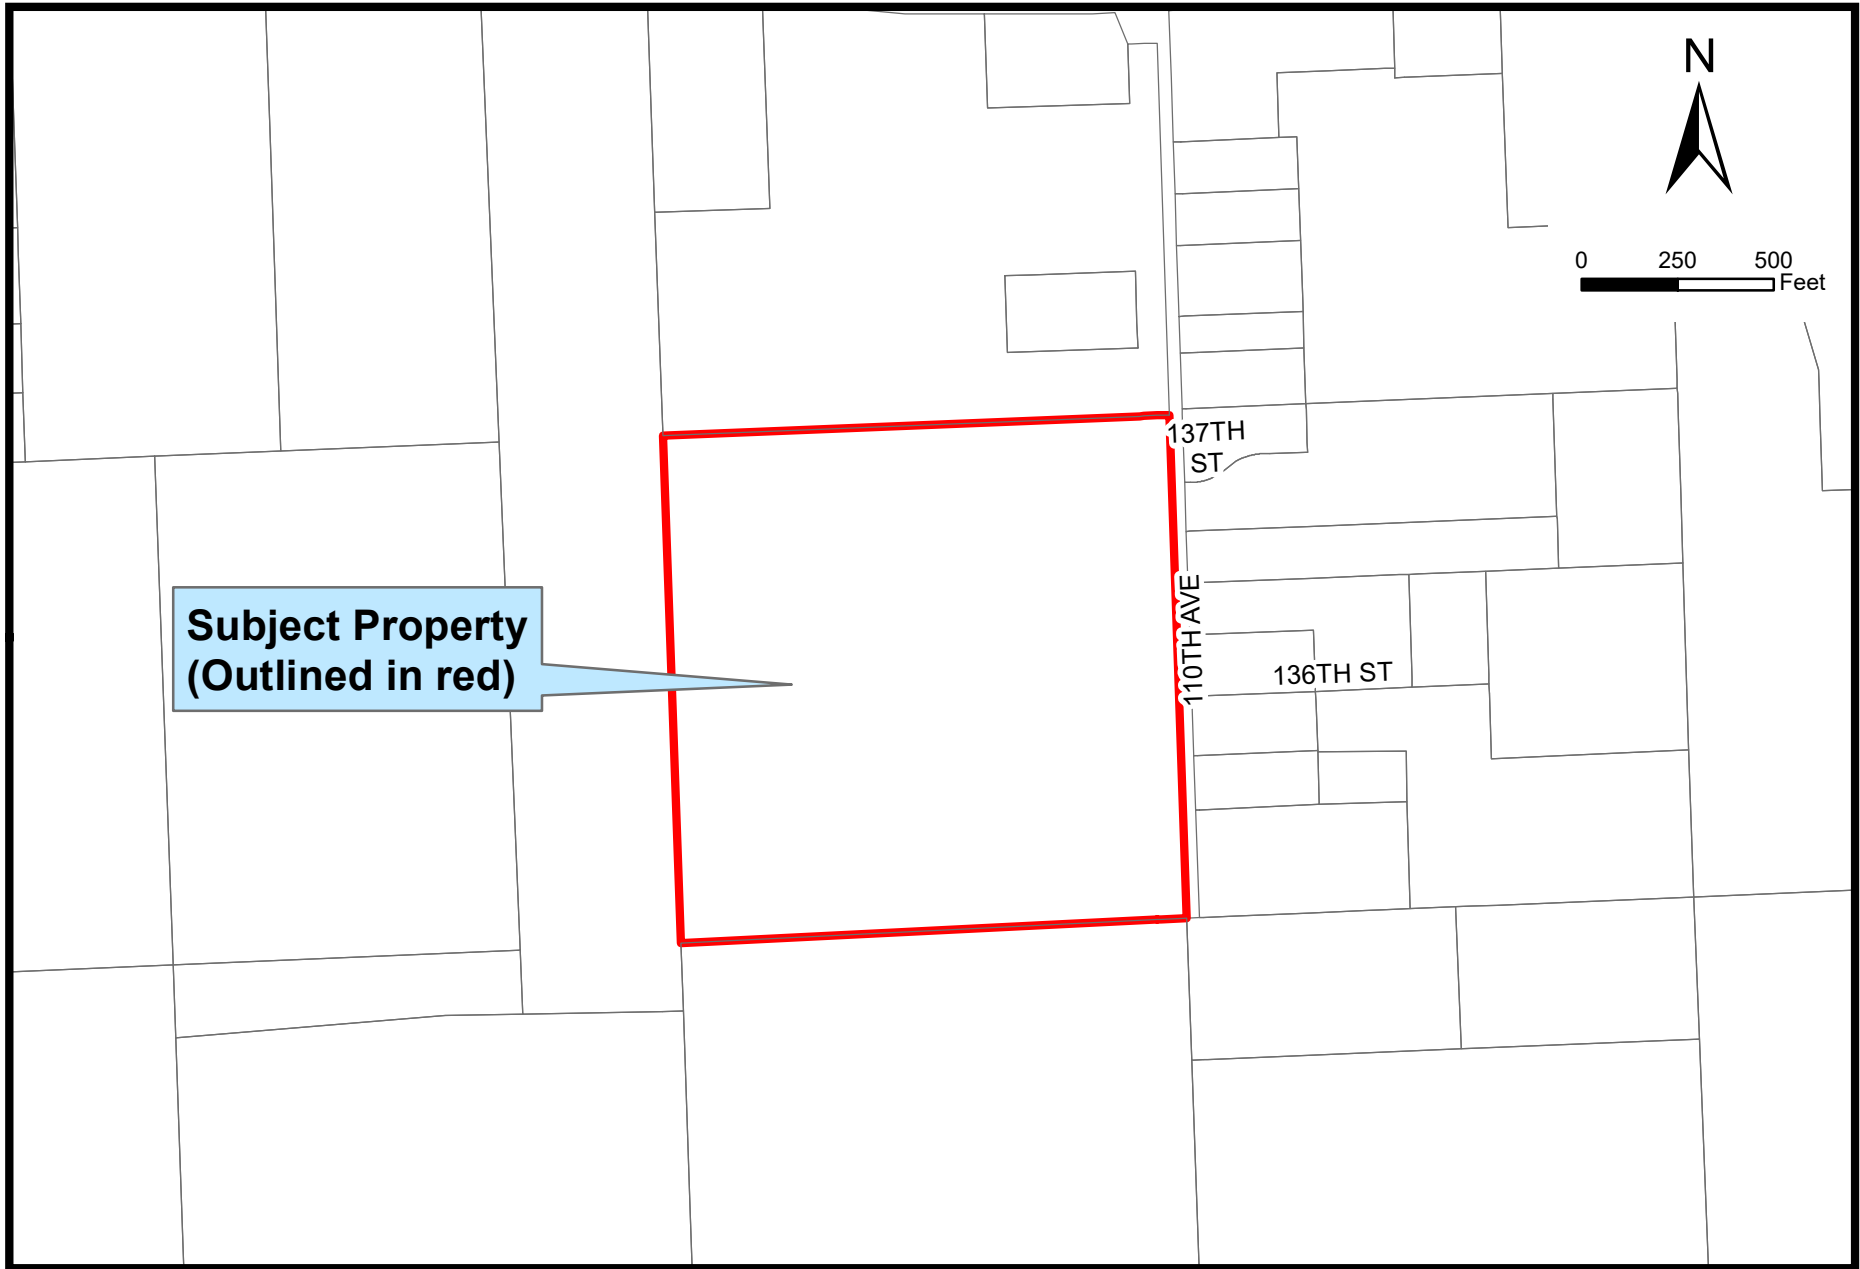 N
0 250 500
Feet
137TH
ST
Subject Property
(Outlined in red)
110TH AVE
136TH ST